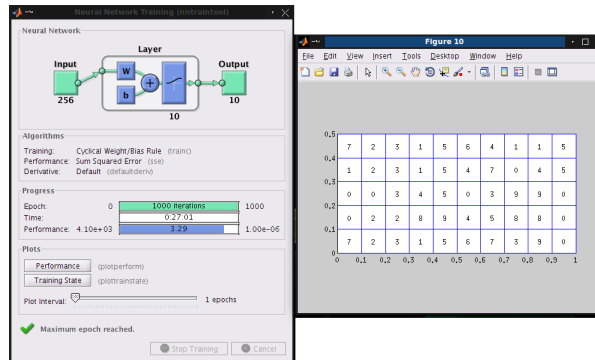 Neural Network Training (nntraintool)
Neural Network
Layer
Input
Output
W
b
+
256
10
10
Algorithms
Training: Cyclical Weight/Bias Rule (trainc)
Performance: Sum Squared Error (sse)
Derivative: Default (defaultderiv)
Progress
Epoch: 0 1000 iterations 1000
Time: 0:27:01
Performance: 4.10e+03 3.29 1.00e-06
Plots
Performance (plotperform)
Training State (plottrainstate)
Plot Interval: 1 epochs
Maximum epoch reached.
Stop Training Cancel
Figure 10
File Edit View Insert Tools Desktop Window Help
0.5
7 2 3 1 5 6 4 1 1 5
0.4
1 2 3 1 5 4 7 0 4 5
0.3
0 0 3 4 5 0 3 9 9 0
0.2
0 2 2 8 9 4 5 8 8 0
0.1
7 2 3 1 5 6 7 3 9 0
0
0 0.1 0.2 0.3 0.4 0.5 0.6 0.7 0.8 0.9 1